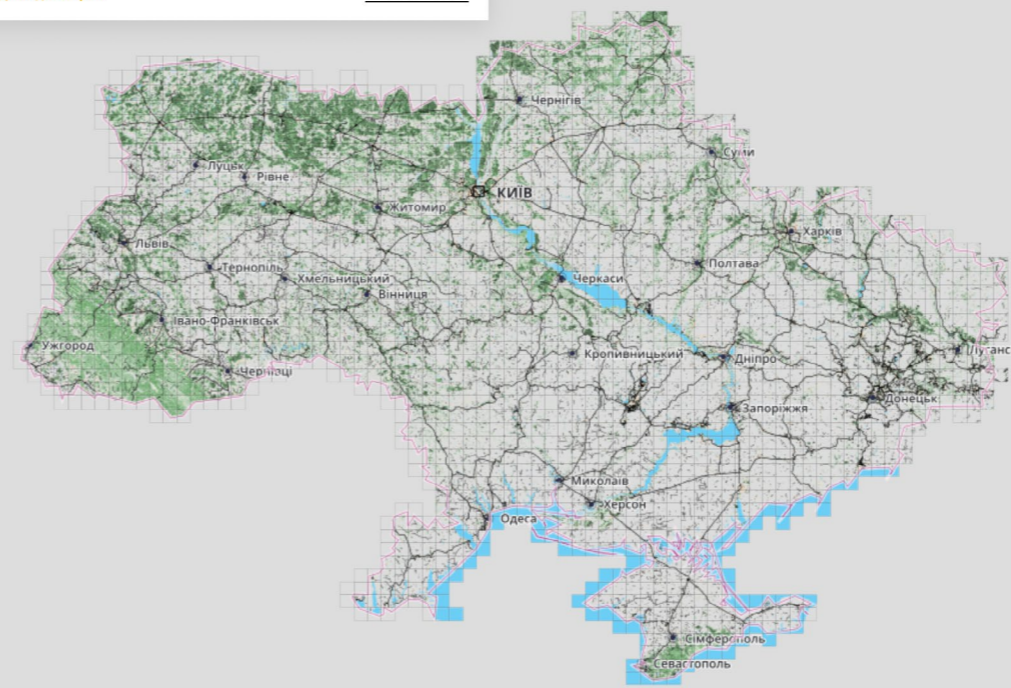 Чернігів
Суми
Луцьк
Рівне
КИЇВ
Житомир
Харків
Львів
Полтава
Тернопіль
Хмельницький
Черкаси
Вінниця
Івано-Франківськ
Ужгород
Кропивницький
Дніпро
Чернівці
Донецьк
Запоріжжя
Миколаїв
Херсон
Одеса
Сімферополь
Севастополь